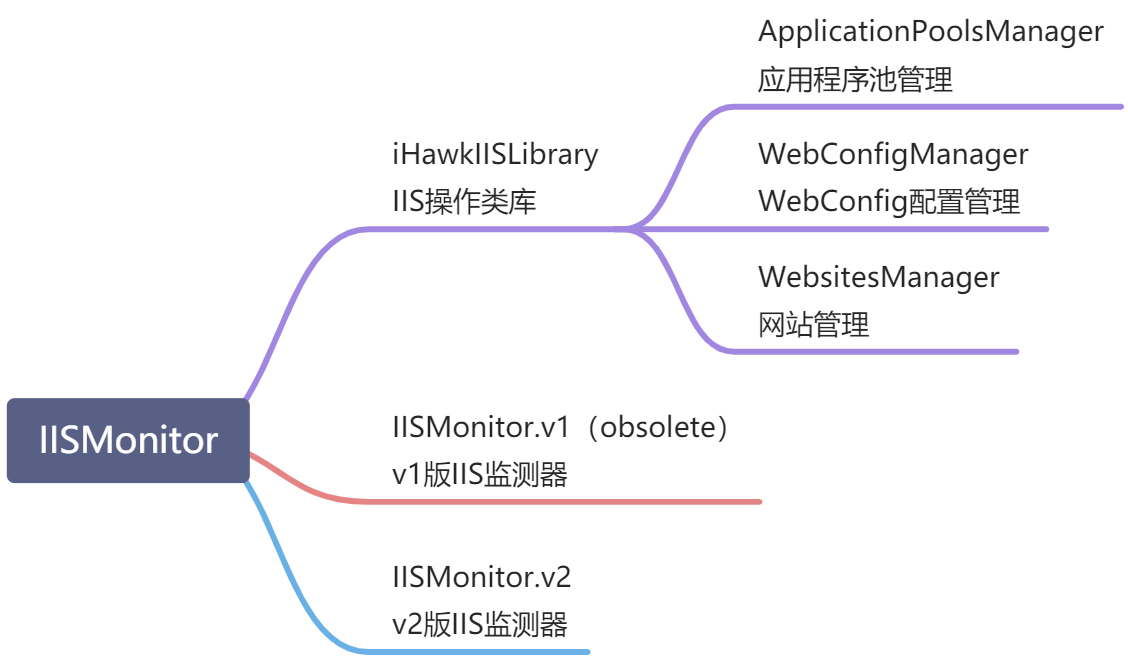 ApplicationPoolsManager
应用程序池管理
iHawkIISLibrary
IIS操作类库
WebConfigManager
WebConfig配置管理
WebsitesManager
网站管理
IISMonitor
IISMonitor.v1（obsolete）
v1版IIS监测器
IISMonitor.v2
v2版IIS监测器